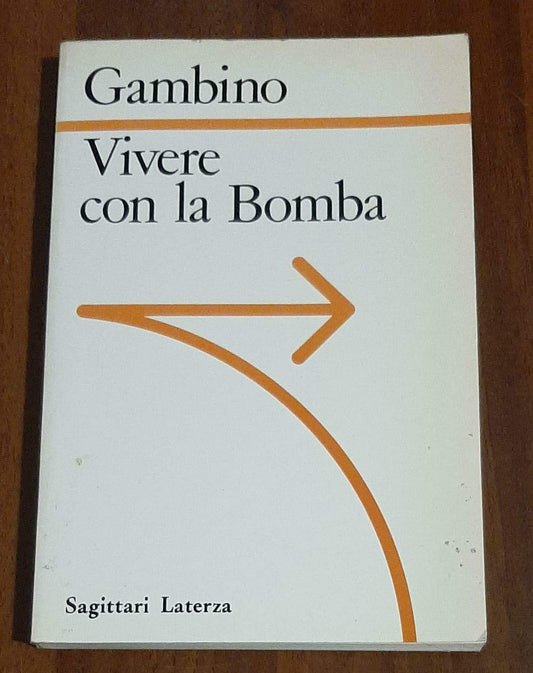 Gambino
Vivere
con la Bomba
Sagittari Laterza